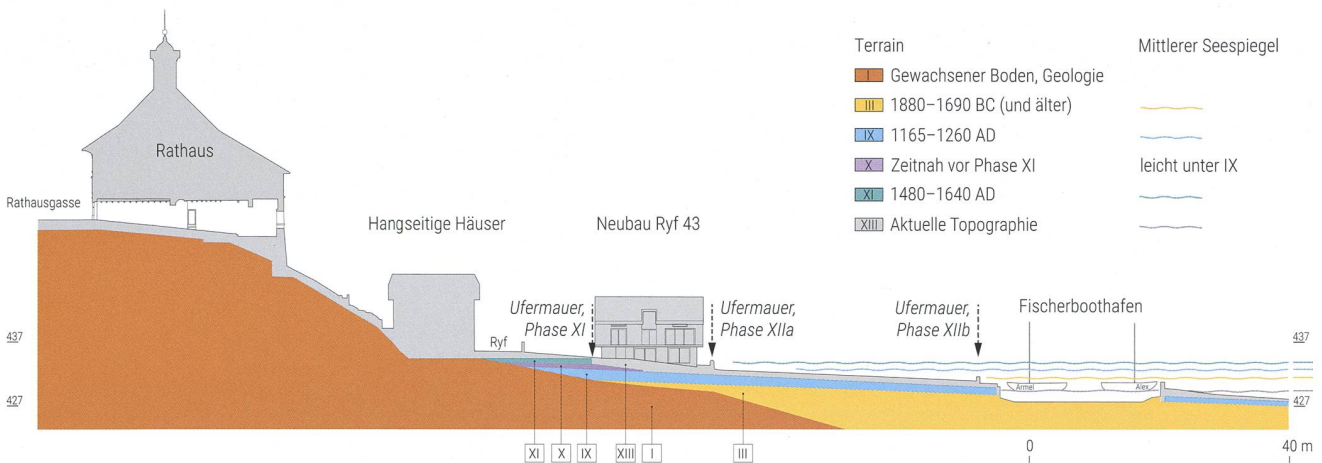 Terrain
Mittlerer Seespiegel
I Gewachsener Boden, Geologie
III 1880–1690 BC (und älter)
IX 1165–1260 AD
X Zeitnah vor Phase XI
leicht unter IX
XI 1480–1640 AD
XIII Aktuelle Topographie
Rathaus
Rathausgasse
Hangseitige Häuser
Neubau Ryf 43
Ufermauer,
Phase XI
Ufermauer,
Phase XIIa
Ufermauer,
Phase XIIb
Fischerboothafen
437
Ryf
437
Armel
Alex
427
427
XI
X
IX
XIII
I
III
0
40 m